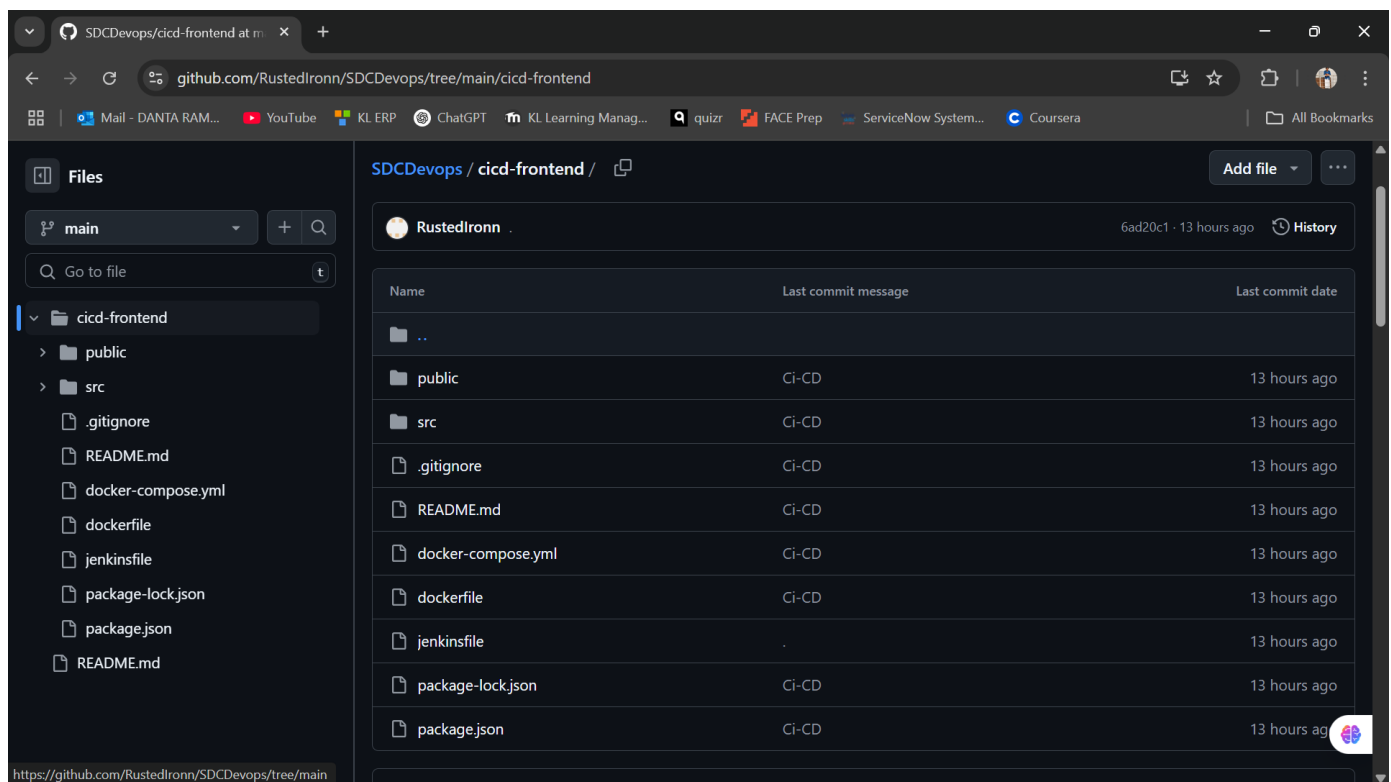 SDCDevops/cicd-frontend at m
github.com/RustedIronn/SDCDevops/tree/main/cicd-frontend
Mail - DANTA RAM... YouTube KL ERP ChatGPT KL Learning Manag... quizr FACE Prep ServiceNow System... Coursera All Bookmarks
Files
main
Go to file t
cicd-frontend
public
src
.gitignore
README.md
docker-compose.yml
dockerfile
jenkinsfile
package-lock.json
package.json
README.md
https://github.com/RustedIronn/SDCDevops/tree/main
SDCDevops / cicd-frontend / Add file
RustedIronn . 6ad20c1 · 13 hours ago History
Name Last commit message Last commit date
..
public Ci-CD 13 hours ago
src Ci-CD 13 hours ago
.gitignore Ci-CD 13 hours ago
README.md Ci-CD 13 hours ago
docker-compose.yml Ci-CD 13 hours ago
dockerfile Ci-CD 13 hours ago
jenkinsfile . 13 hours ago
package-lock.json Ci-CD 13 hours ago
package.json Ci-CD 13 hours ag